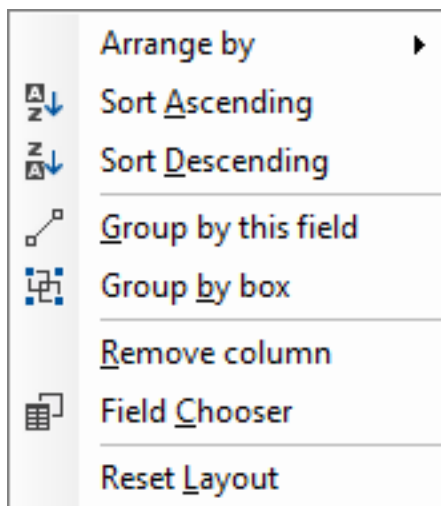 Arrange by
Sort Ascending
Sort Descending
Group by this field
Group by box
Remove column
Field Chooser
Reset Layout